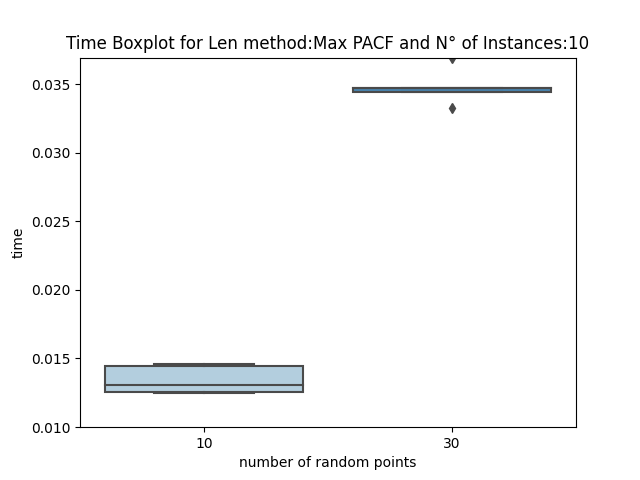 Time Boxplot for Len method:Max PACF and N° of Instances:10
0.035
0.030
0.025
0.020
0.015
0.010
time
10 30
number of random points